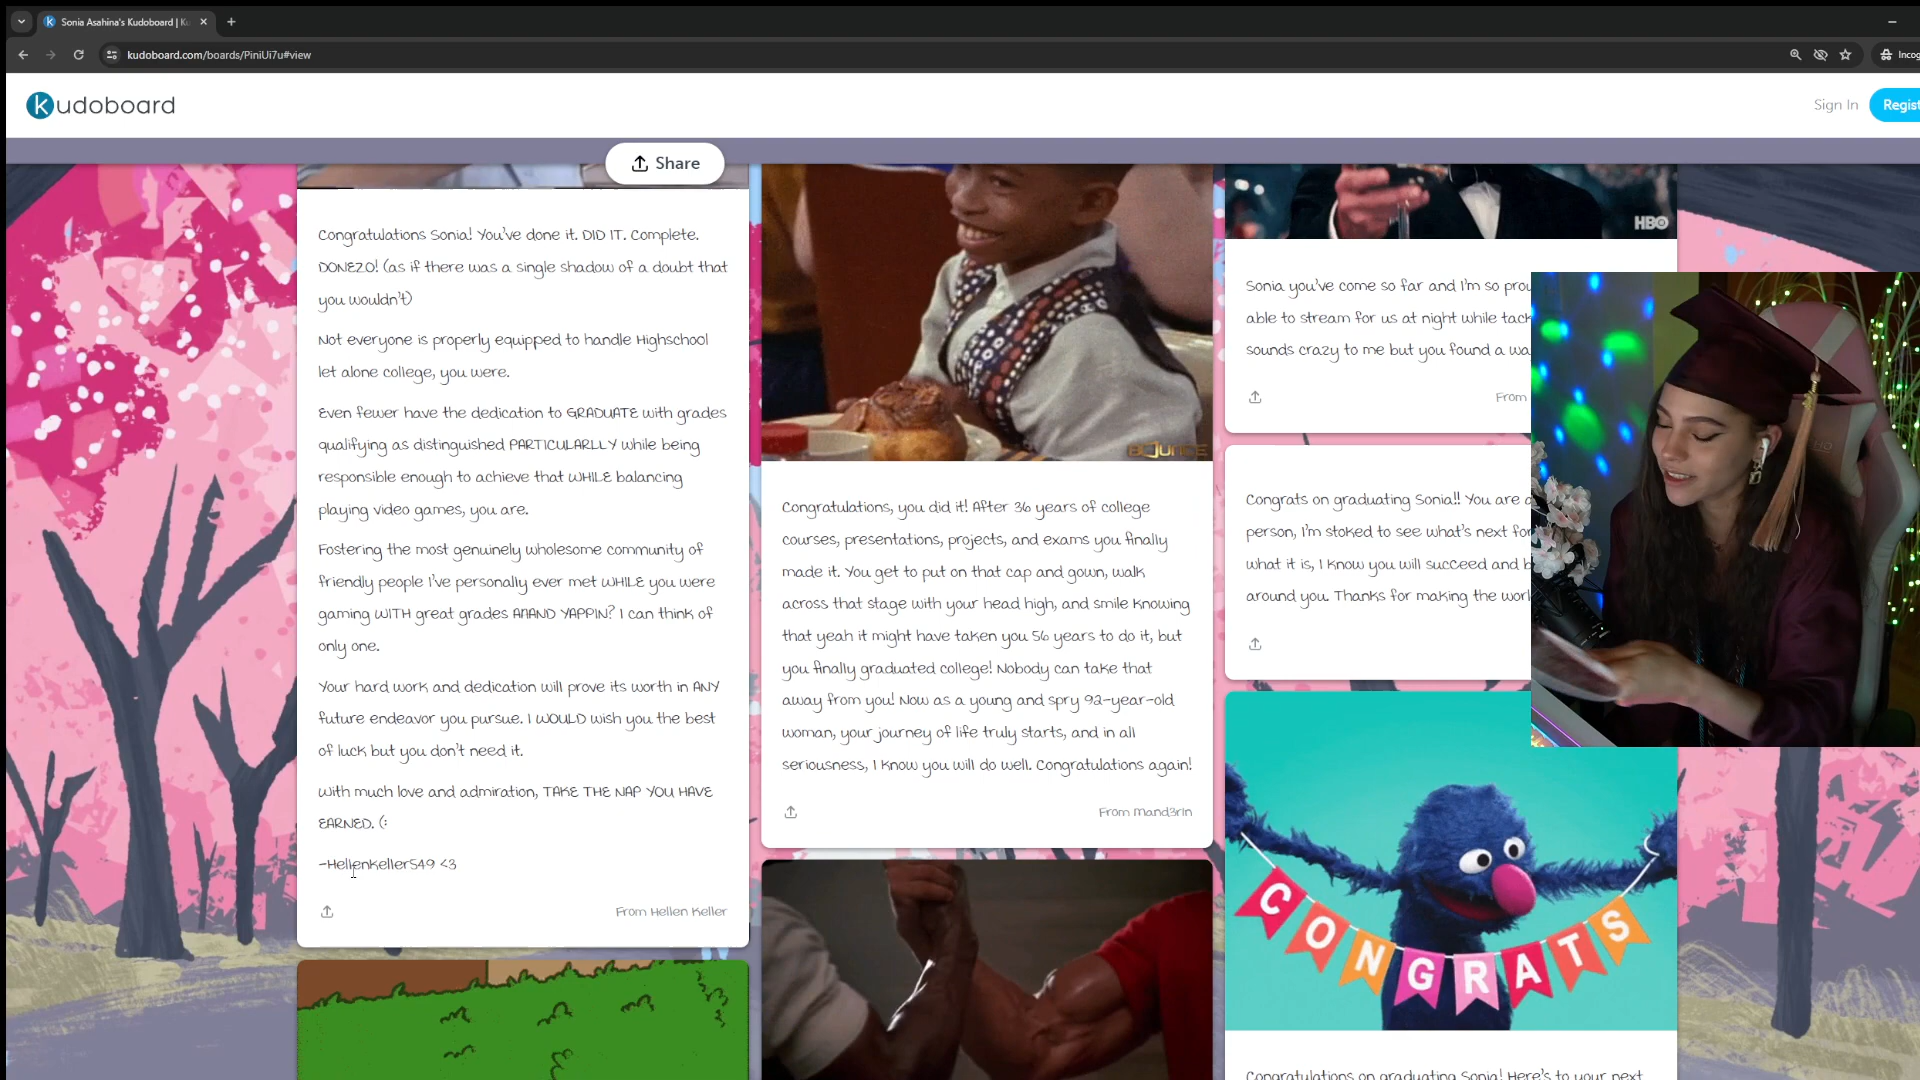 Sonia Asahina's Kudoboard | Ku
kudoboard.com/boards/PiniUi7u#view
Incog
kudoboard
Sign In
Regist
Share
Congratulations Sonia! You've done it. DID IT. Complete.
DONEZO! (as if there was a single shadow of a doubt that
you wouldn't)
Not everyone is properly equipped to handle Highschool
let alone college, you were.
Even fewer have the dedication to GRADUATE with grades
qualifying as distinguished PARTICULARLLY while being
responsible enough to achieve that WHILE balancing
playing video games, you are.
Fostering the most genuinely wholesome community of
friendly people I've personally ever met WHILE you were
gaming WITH great grades AAAND YAPPIN? I can think of
only one.
Your hard work and dedication will prove its worth in ANY
future endeavor you pursue. I WOULD wish you the best
of luck but you don't need it.
With much love and admiration, TAKE THE NAP YOU HAVE
EARNED. (:
-Hellenkeller549 <3
From Hellen Keller
BOUNCE
Congratulations, you did it! After 36 years of college
courses, presentations, projects, and exams you finally
made it. You get to put on that cap and gown, walk
across that stage with your head high, and smile knowing
that yeah it might have taken you 56 years to do it, but
you finally graduated college! Nobody can take that
away from you! Now as a young and spry 92-year-old
woman, your journey of life truly starts, and in all
seriousness, I know you will do well. Congratulations again!
From mand3rin
HBO
Sonia you've come so far and I'm so prou
able to stream for us at night while tack
sounds crazy to me but you found a wa
From
Congrats on graduating Sonia!! You are a
person, I'm stoked to see what's next for
what it is, I know you will succeed and b
around you. Thanks for making the worl
CONGRATS
Congratulations on graduating Sonia! Here's to your next